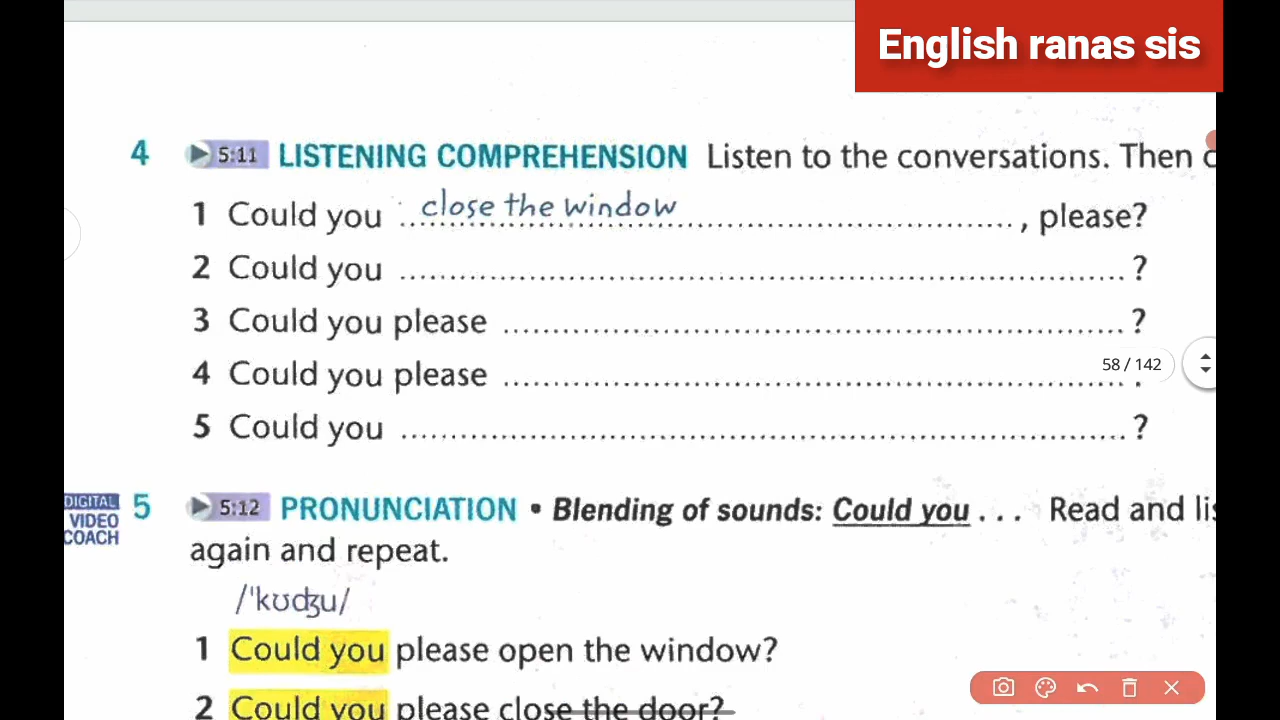 English ranas sis
4 5:11 LISTENING COMPREHENSION Listen to the conversations. Then
1 Could you close the window, please?
2 Could you ?
3 Could you please ?
4 Could you please
58 / 142
5 Could you ?
DIGITAL VIDEO COACH
5 5:12 PRONUNCIATION • Blending of sounds: Could you . . . Read and
again and repeat.
/ˈkʊdʒu/
1 Could you please open the window?
2 Could you please close the door?